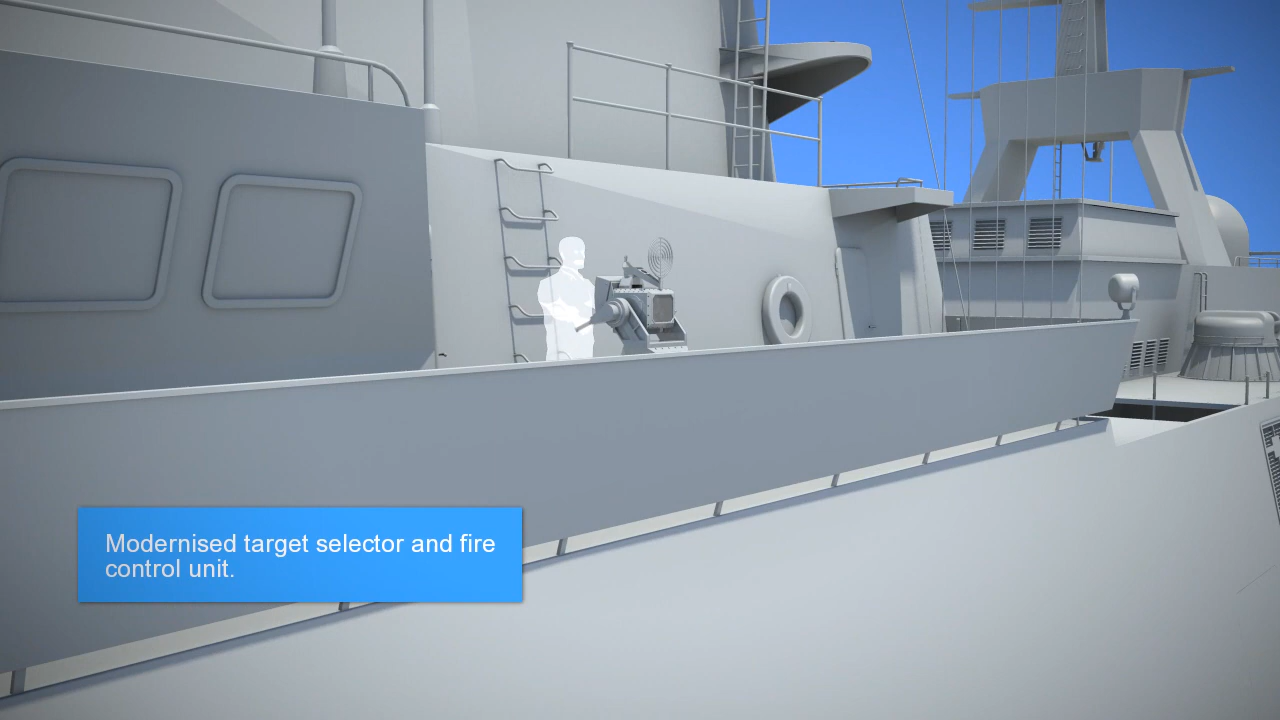 Modernised target selector and fire
control unit.